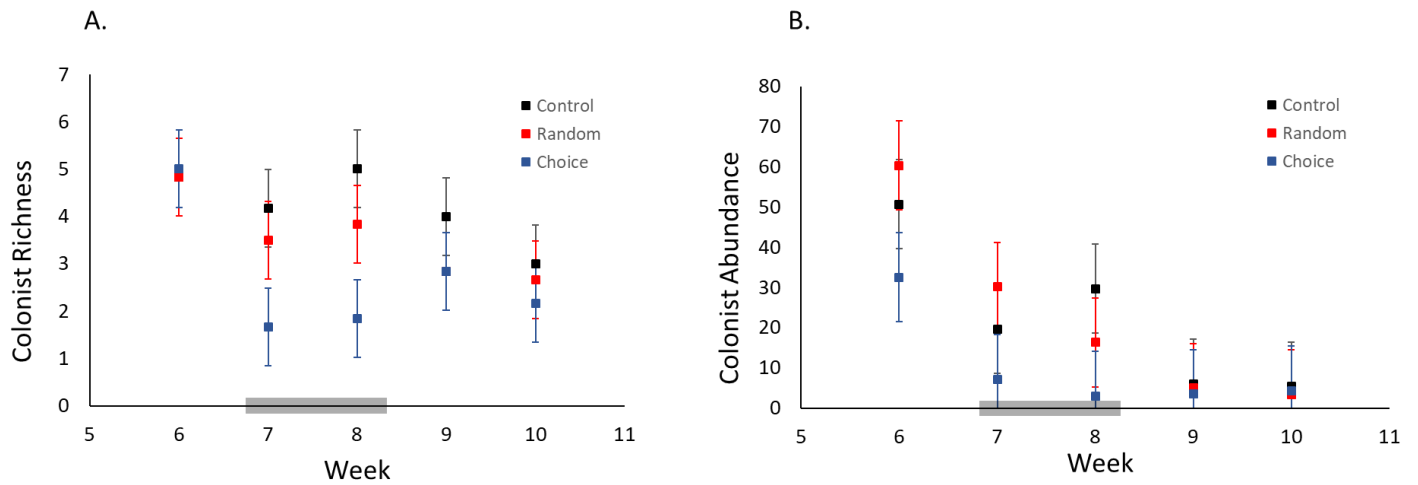 A.
Colonist Richness
7
6
5
4
3
2
1
0
Control
Random
Choice
5 6 7 8 9 10 11
Week
B.
Colonist Abundance
80
70
60
50
40
30
20
10
0
Control
Random
Choice
5 6 7 8 9 10 11
Week